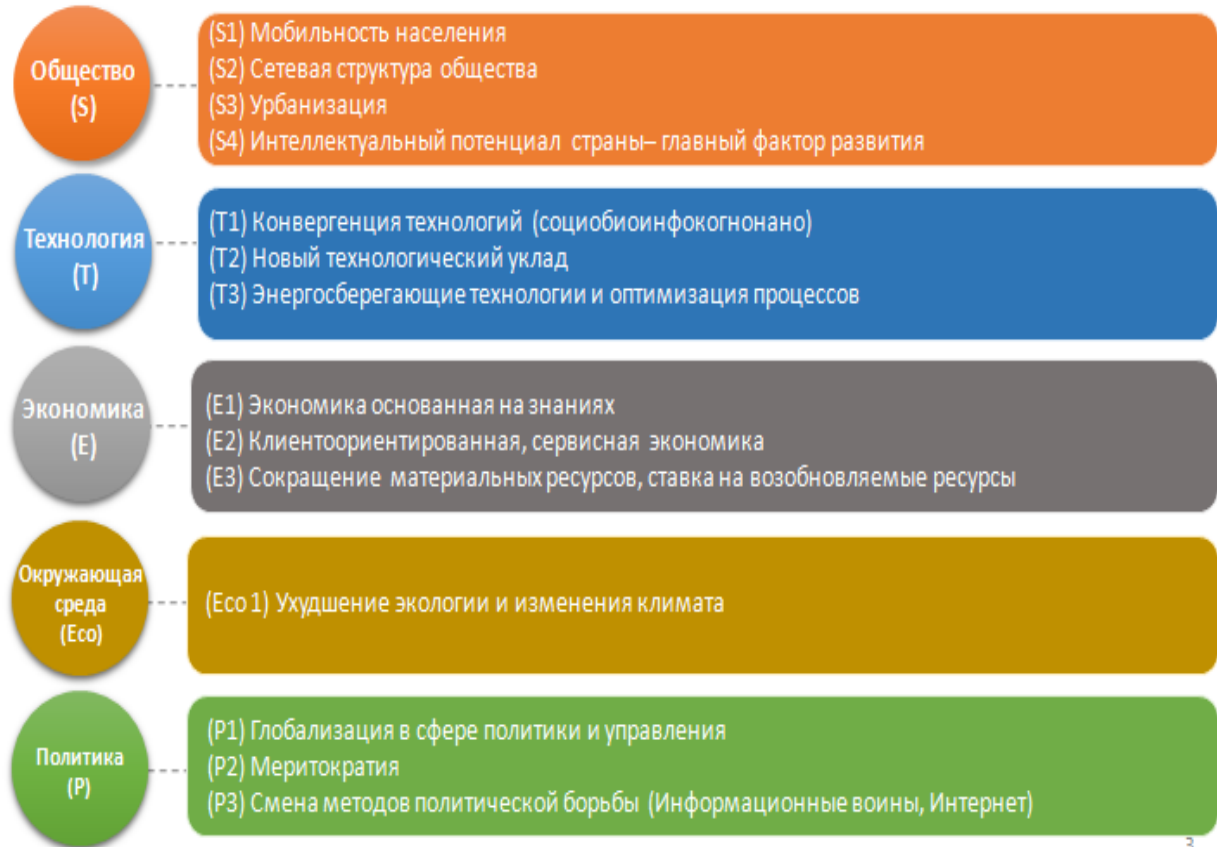 Общество
(S)
(S1) Мобильность населения
(S2) Сетевая структура общества
(S3) Урбанизация
(S4) Интеллектуальный потенциал страны– главный фактор развития
Технология
(T)
(T1) Конвергенция технологий (социобиоинфокогнонано)
(T2) Новый технологический уклад
(T3) Энергосберегающие технологии и оптимизация процессов
Экономика
(E)
(E1) Экономика основанная на знаниях
(E2) Клиентоориентированная, сервисная экономика
(E3) Сокращение материальных ресурсов, ставка на возобновляемые ресурсы
Окружающая
среда
(Eco)
(Eco 1) Ухудшение экологии и изменения климата
Политика
(P)
(P1) Глобализация в сфере политики и управления
(P2) Меритократия
(P3) Смена методов политической борьбы (Информационные воины, Интернет)
3